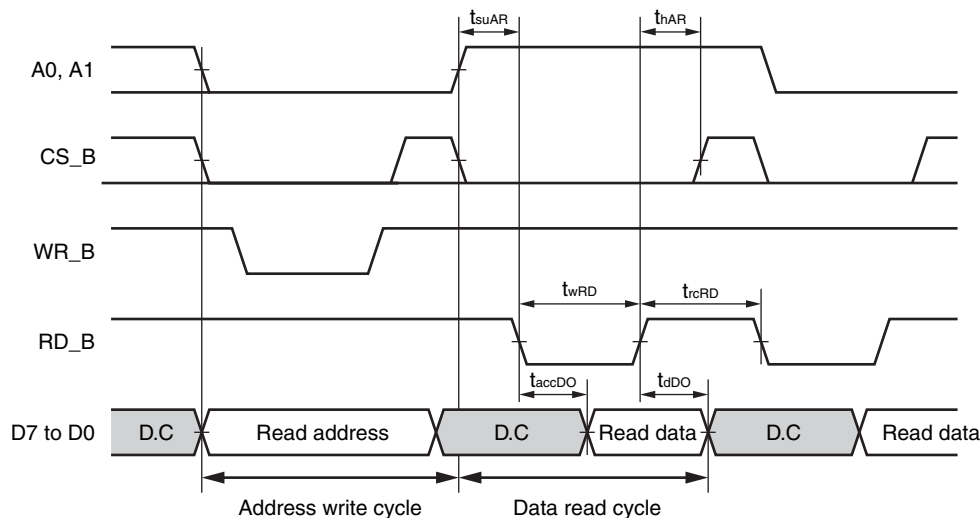 tsuAR thAR
A0, A1
CS_B
WR_B
twRD trcRD
RD_B
taccDO tdDO
D7 to D0 D.C Read address D.C Read data D.C Read data
Address write cycle Data read cycle